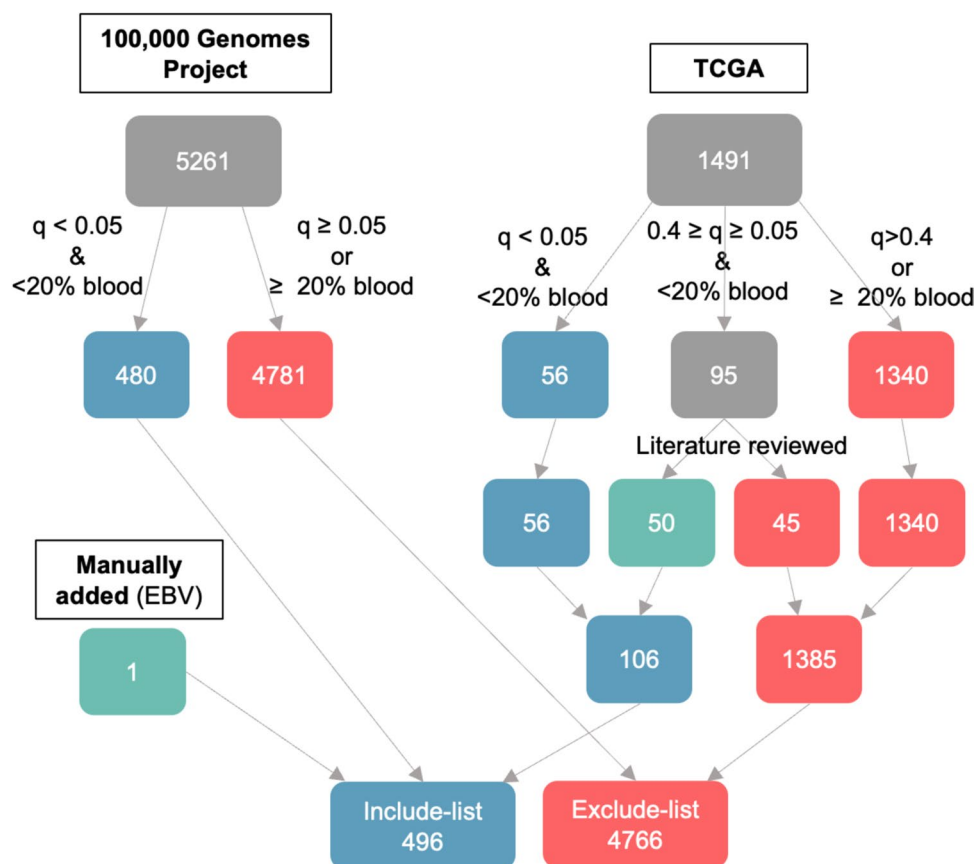 100,000 Genomes
Project
TCGA
5261
1491
q < 0.05
&
<20% blood
q ≥ 0.05
or
≥ 20% blood
q < 0.05
&
<20% blood
0.4 ≥ q ≥ 0.05
&
<20% blood
q>0.4
or
≥ 20% blood
480
4781
56
95
1340
Literature reviewed
56
50
45
1340
Manually
added (EBV)
1
106
1385
Include-list
496
Exclude-list
4766